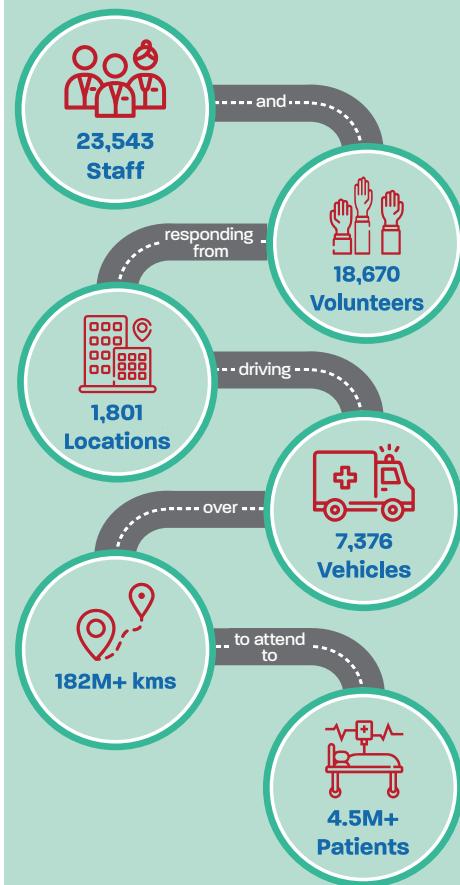 23,543
Staff
and
18,670
Volunteers
responding
from
1,801
Locations
driving
7,376
Vehicles
over
182M+ kms
to attend
to
4.5M+
Patients